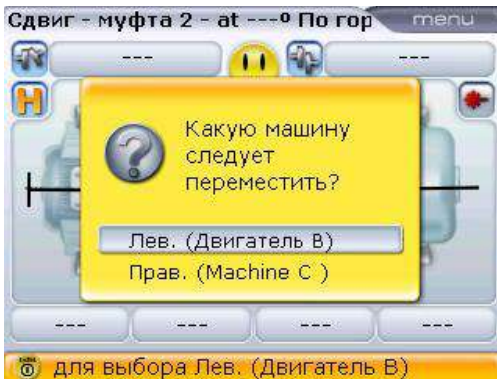 Сдвиг - муфта 2 - at ---º По гор menu
--- ---
H
Какую машину
следует
переместить?
Лев. (Двигатель B)
Прав. (Machine C )
--- --- --- ---
для выбора Лев. (Двигатель B)